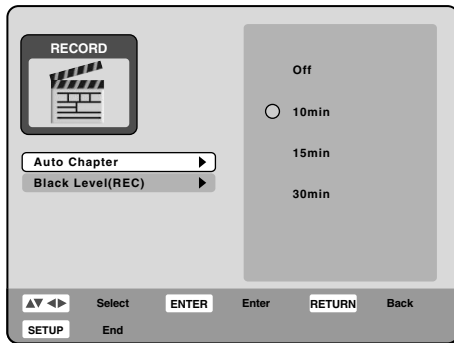 RECORD
Off
10min
15min
30min
Auto Chapter
Black Level(REC)
▲▼ ◀▶ Select ENTER Enter RETURN Back
SETUP End